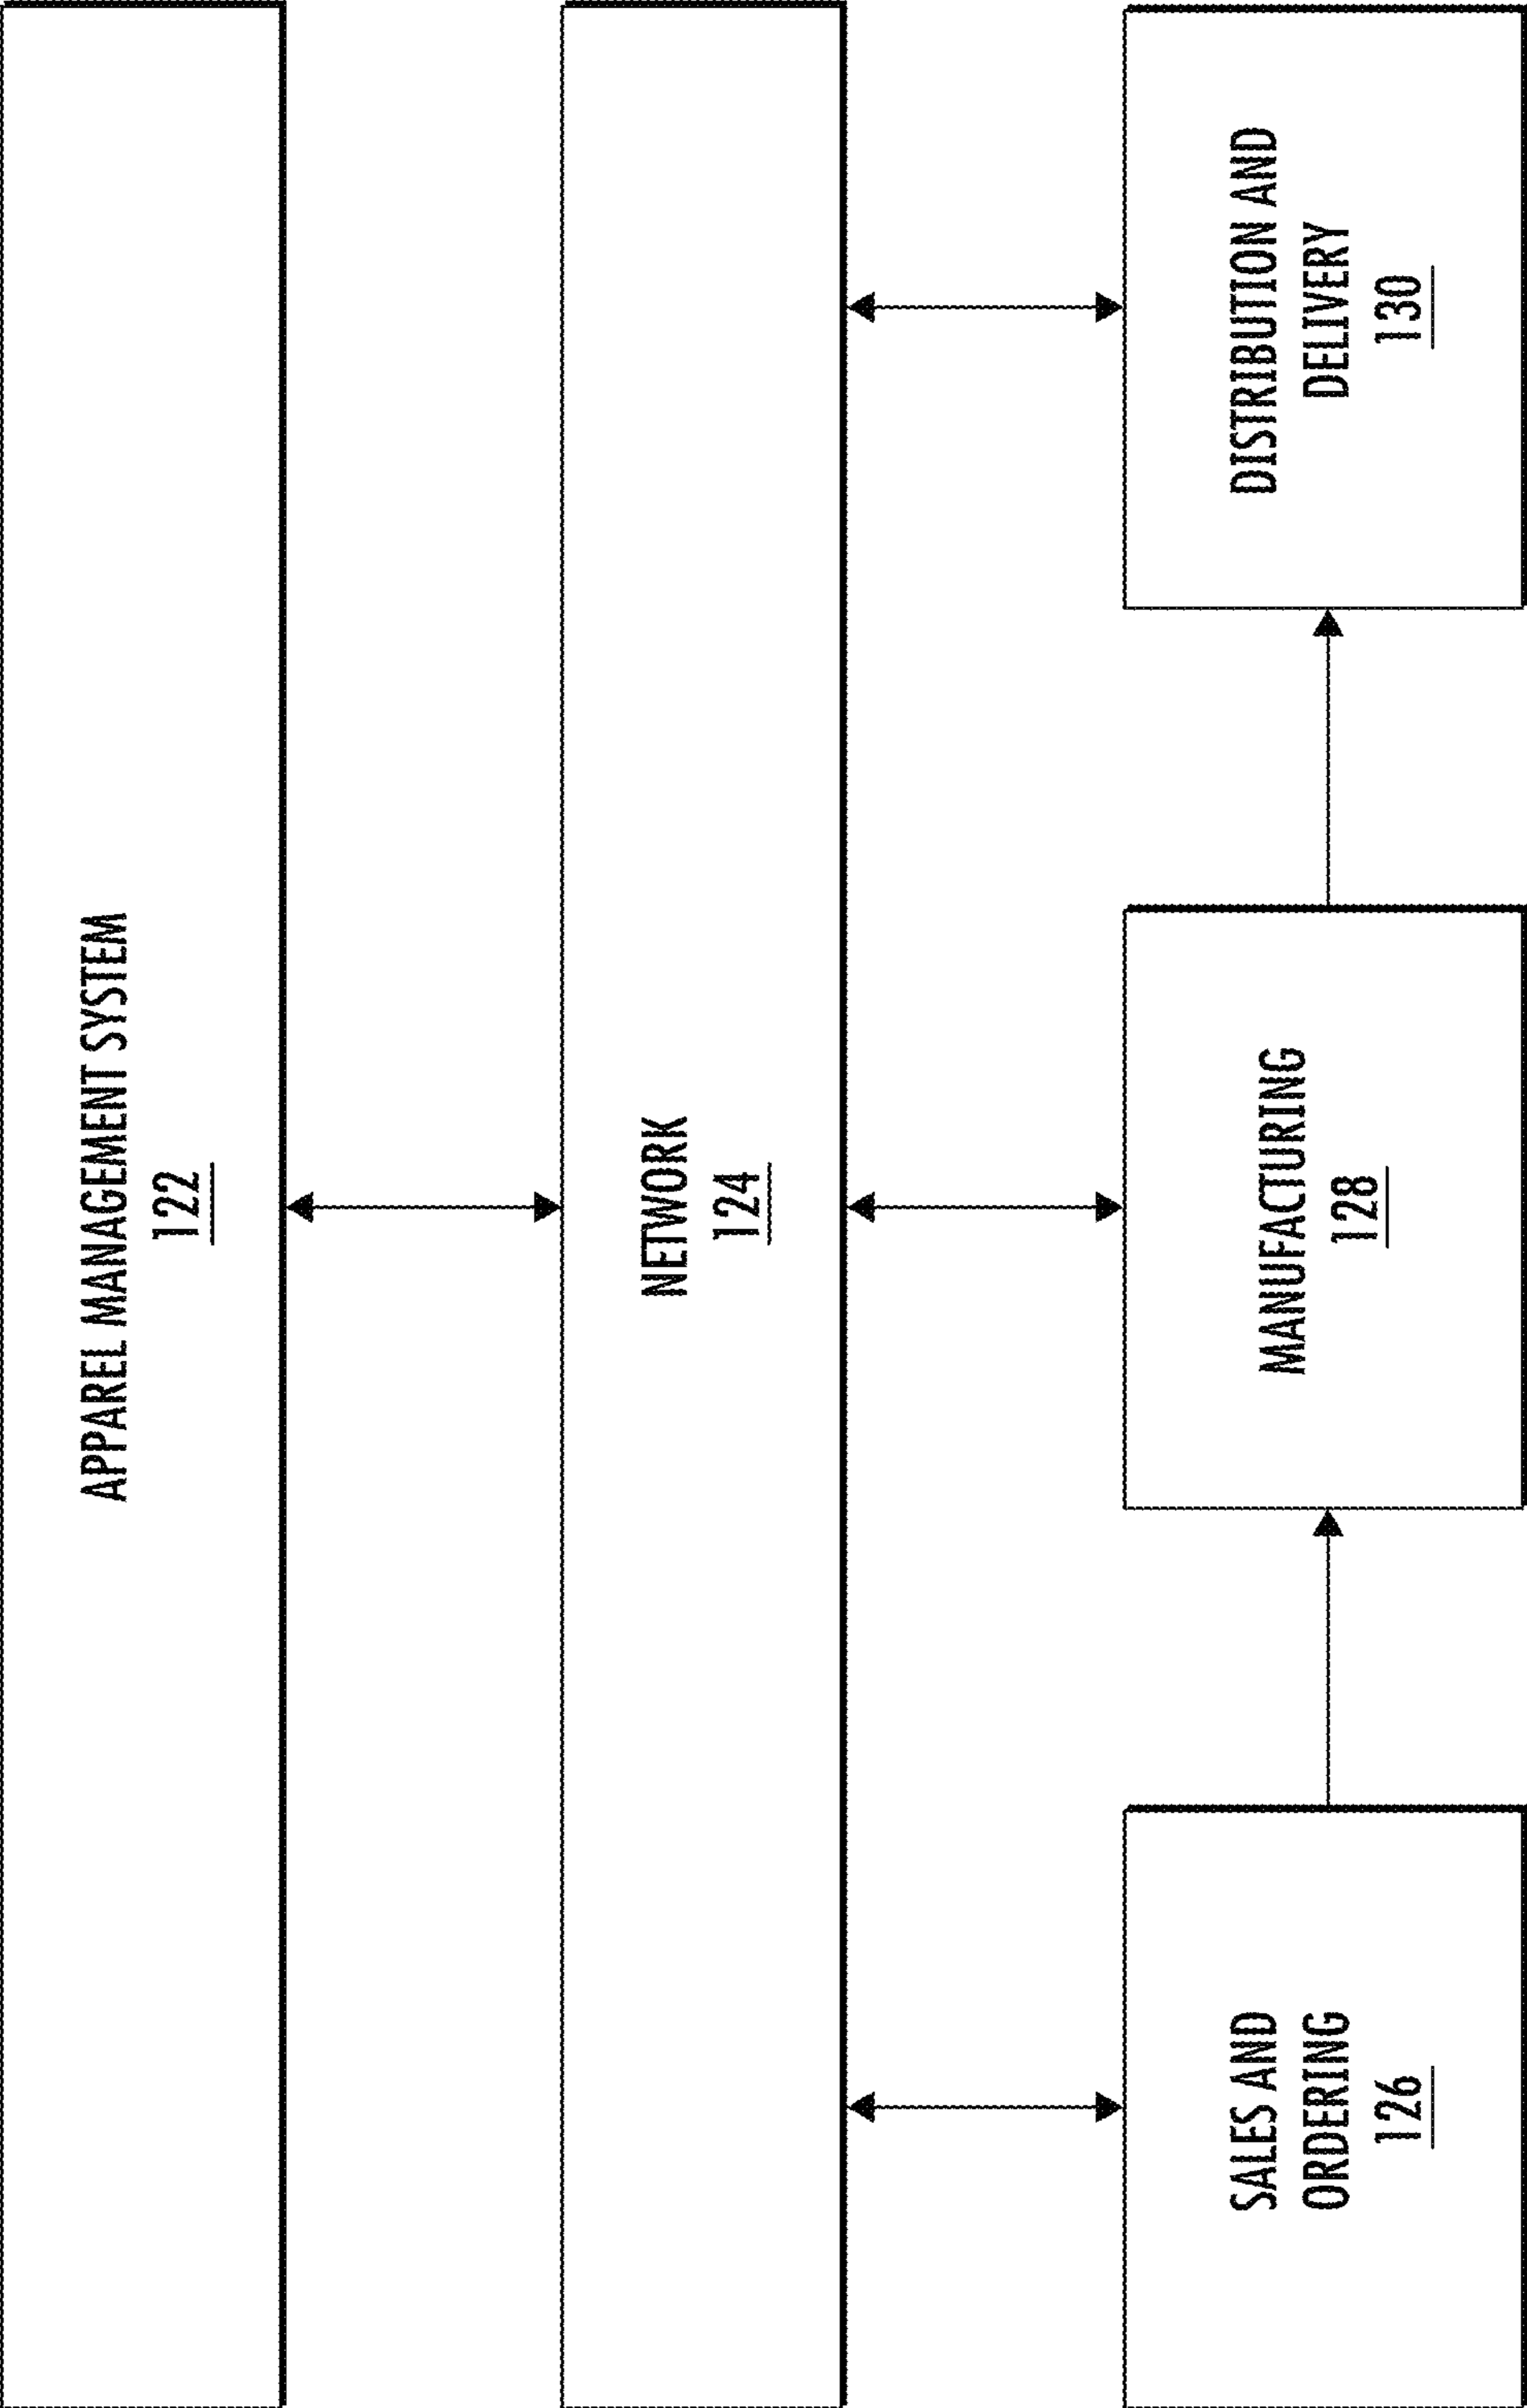 APPAREL MANAGEMENT SYSTEM
122
NETWORK
124
SALES AND
ORDERING
126
MANUFACTURING
128
DISTRIBUTION AND
DELIVERY
130